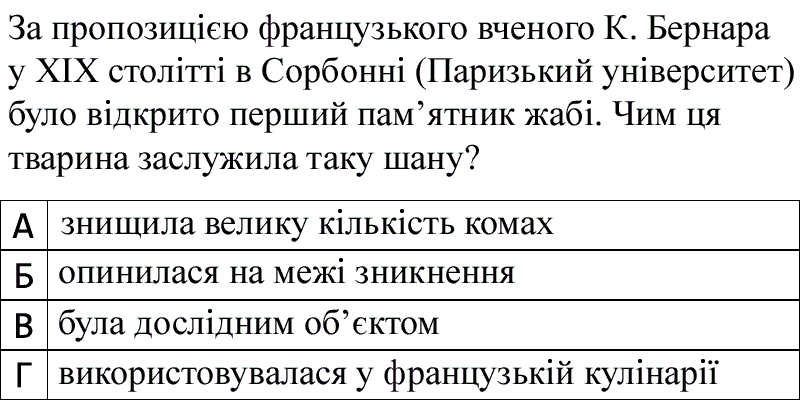 За пропозицією французького вченого К. Бернара
у XIX столітті в Сорбонні (Паризький університет)
було відкрито перший пам’ятник жабі. Чим ця
тварина заслужила таку шану?
А знищила велику кількість комах
Б опинилася на межі зникнення
В була дослідним об’єктом
Г використовувалася у французькій кулінарії